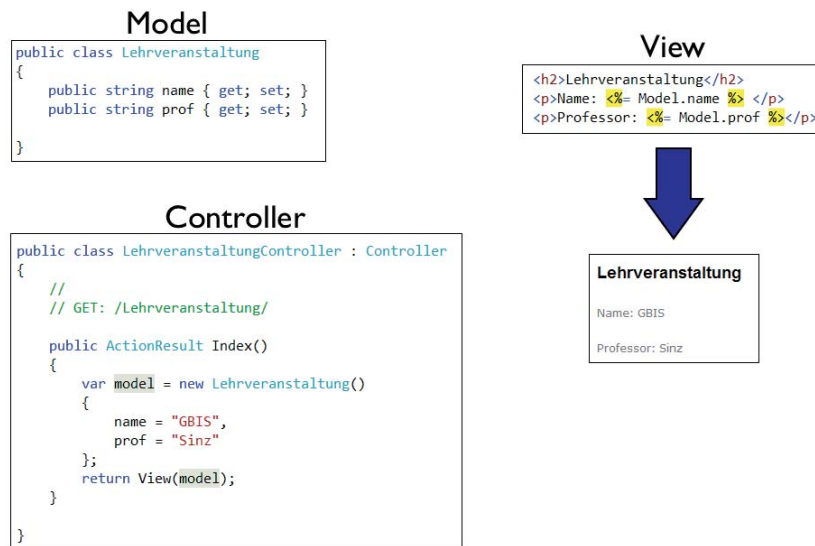 Model
public class Lehrveranstaltung
{
public string name { get; set; }
public string prof { get; set; }
}
Controller
public class LehrveranstaltungController : Controller
{
//
// GET: /Lehrveranstaltung/
public ActionResult Index()
{
var model = new Lehrveranstaltung()
{
name = "GBIS",
prof = "Sinz"
};
return View(model);
}
}
View
<h2>Lehrveranstaltung</h2>
<p>Name: <%= Model.name %> </p>
<p>Professor: <%= Model.prof %></p>
Lehrveranstaltung
Name: GBIS
Professor: Sinz